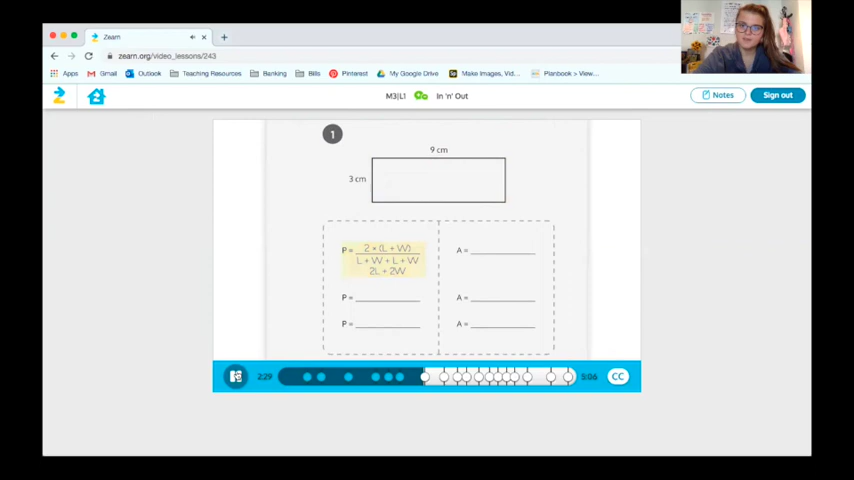 Zearn
zearn.org/video_lessons/243
Apps
Gmail
Outlook
Teaching Resources
Banking
Bills
Pinterest
My Google Drive
Make Images, Vid...
Planbook > View...
M3|L1
In 'n' Out
Notes
Sign out
1
9 cm
3 cm
P = 2 × (L + W)
L + W + L + W
2L + 2W
A =
P =
A =
P =
A =
2:29
5:06
CC